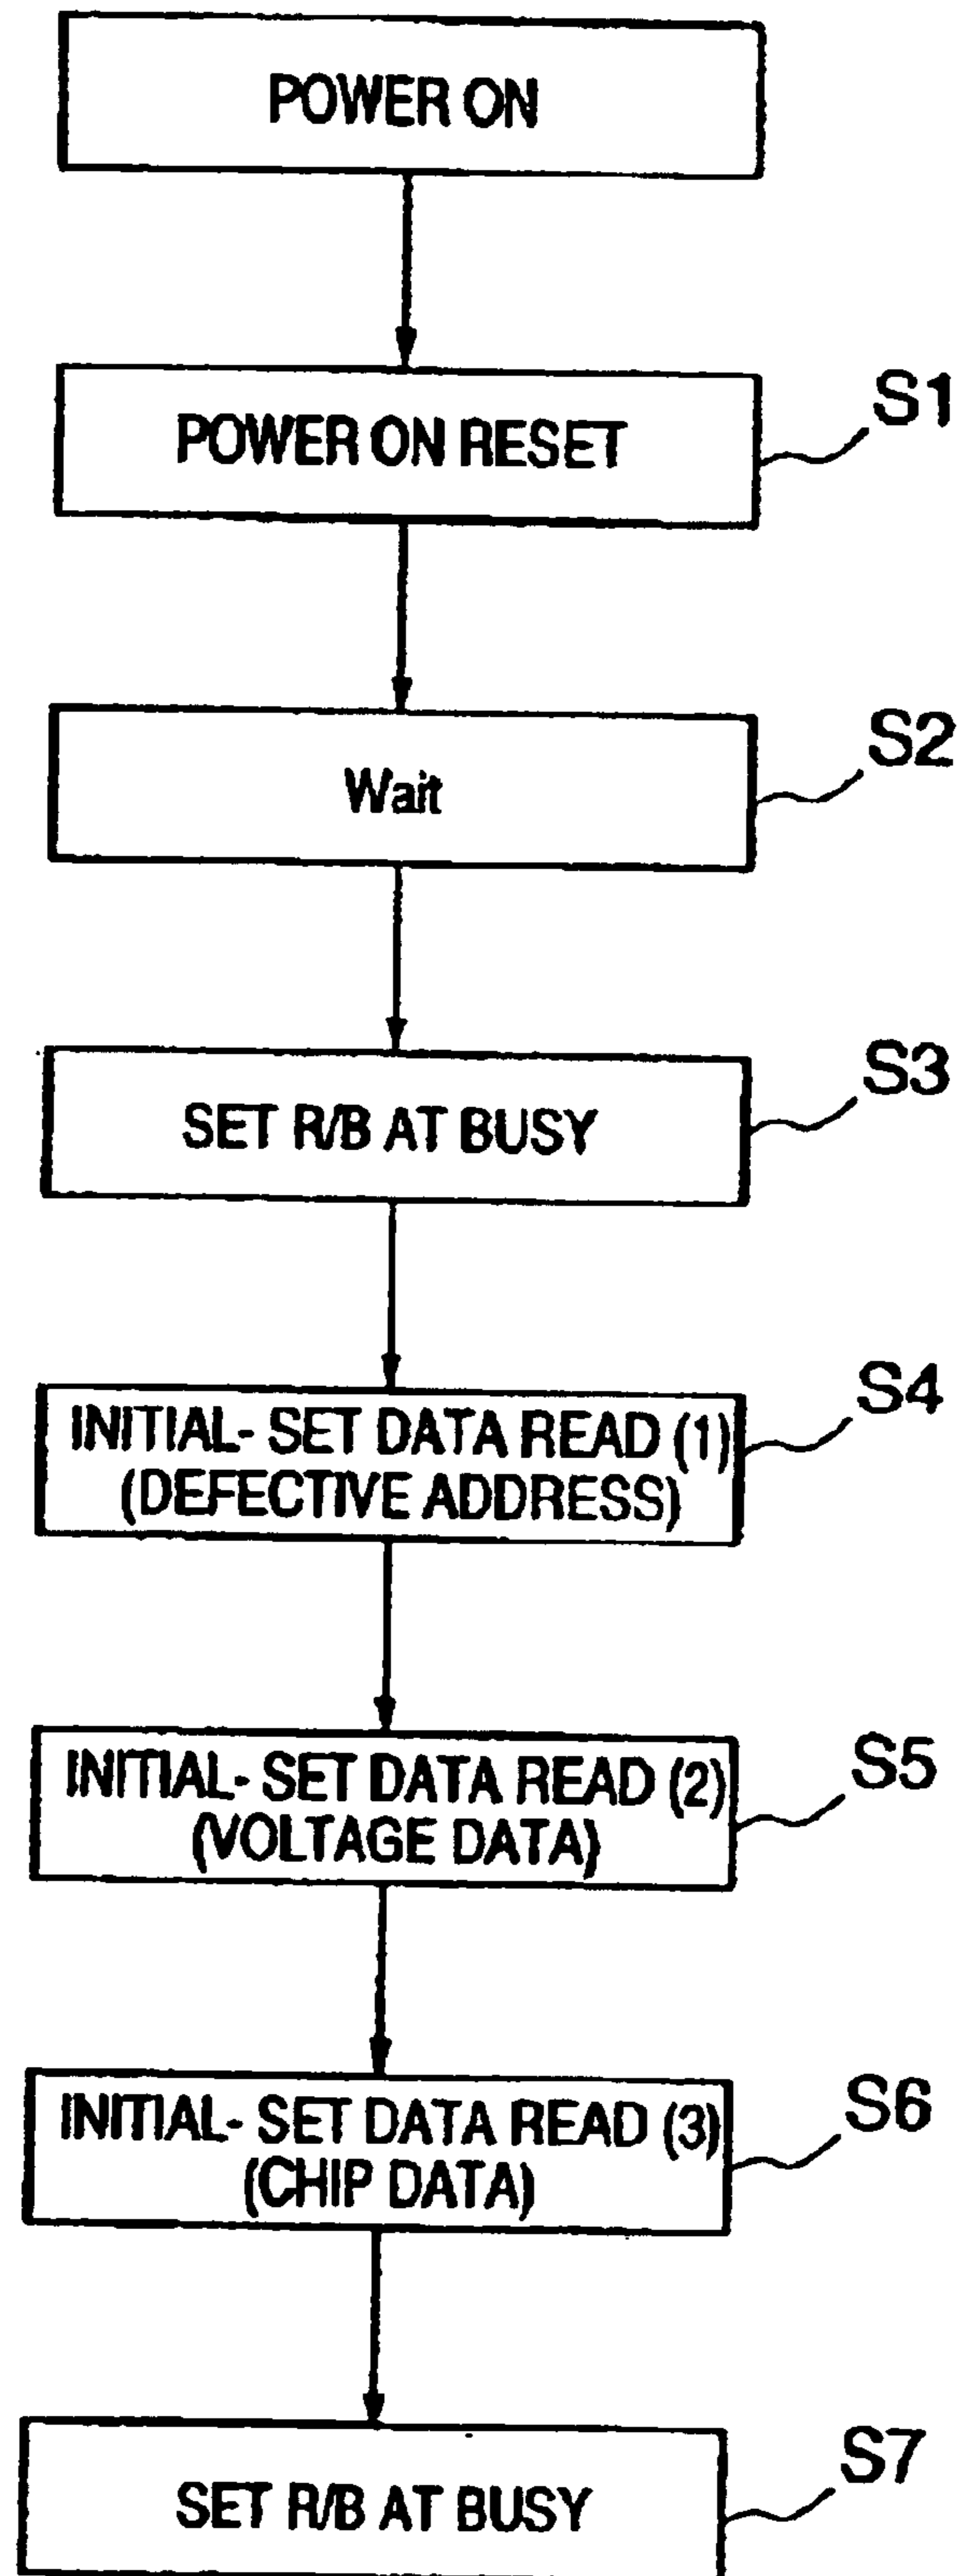 POWER ON
POWER ON RESET
S1
Wait
S2
SET R/B AT BUSY
S3
INITIAL- SET DATA READ (1)
(DEFECTIVE ADDRESS)
S4
INITIAL- SET DATA READ (2)
(VOLTAGE DATA)
S5
INITIAL- SET DATA READ (3)
(CHIP DATA)
S6
SET R/B AT BUSY
S7